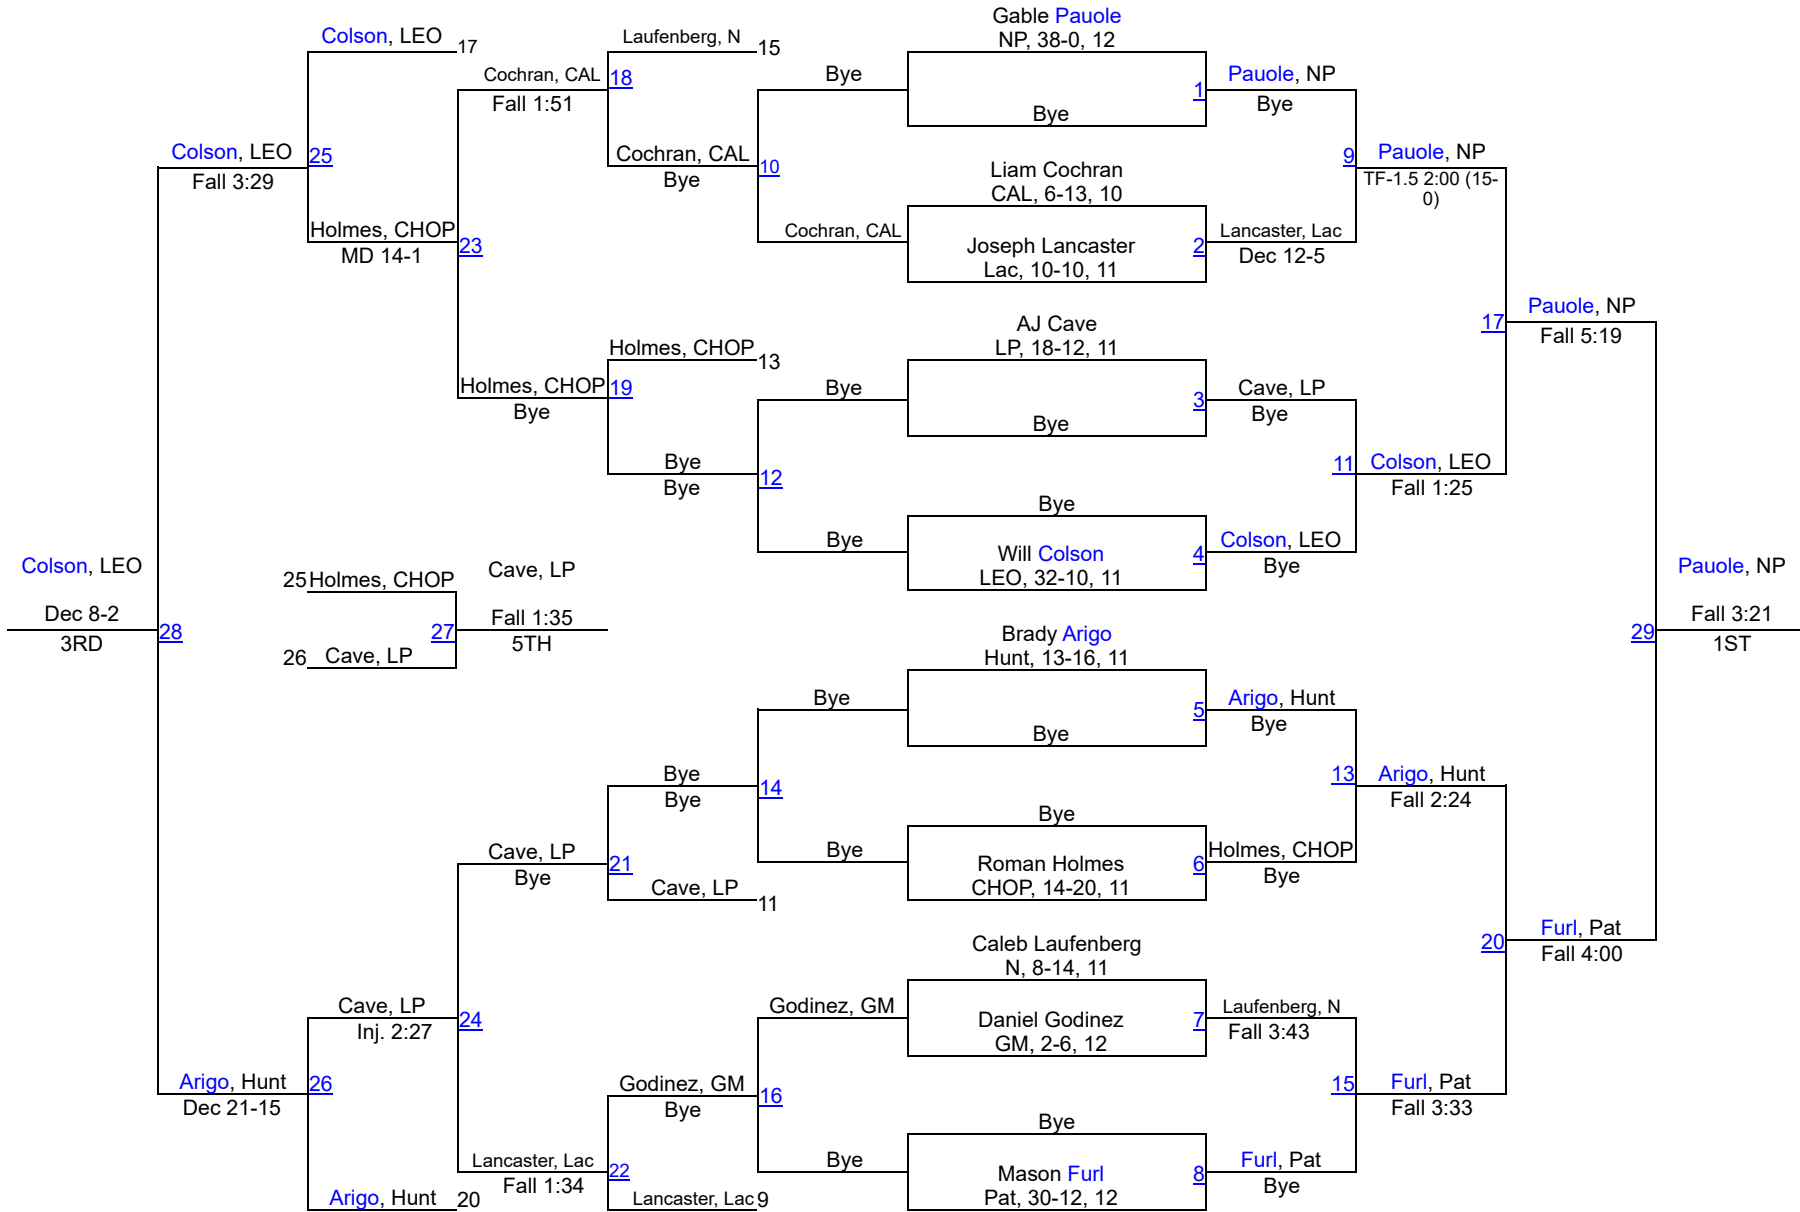 Colson, LEO
17
Cochran, CAL
Fall 1:51
Laufenberg, N
15
18
Cochran, CAL
Bye
10
Bye
Cochran, CAL
Colson, LEO
Fall 3:29
25
Holmes, CHOP
MD 14-1
23
Holmes, CHOP
Bye
19
Holmes, CHOP
13
Bye
Bye
12
Bye
Bye
Gable Pauole
NP, 38-0, 12
Bye
1
Pauole, NP
Bye
Liam Cochran
CAL, 6-13, 10
Joseph Lancaster
Lac, 10-10, 11
2
Lancaster, Lac
Dec 12-5
9
Pauole, NP
TF-1.5 2:00 (15-
0)
AJ Cave
LP, 18-12, 11
Bye
3
Cave, LP
Bye
Bye
Will Colson
LEO, 32-10, 11
4
Colson, LEO
Bye
11
Colson, LEO
Fall 1:25
17
Pauole, NP
Fall 5:19
Colson, LEO
Dec 8-2
3RD
28
25
Holmes, CHOP
26
Cave, LP
27
Cave, LP
Fall 1:35
5TH
29
Pauole, NP
Fall 3:21
1ST
Brady Arigo
Hunt, 13-16, 11
Bye
5
Arigo, Hunt
Bye
Bye
Roman Holmes
CHOP, 14-20, 11
6
Holmes, CHOP
Bye
13
Arigo, Hunt
Fall 2:24
Bye
Bye
Bye
Bye
14
Cave, LP
Bye
21
Cave, LP
11
Caleb Laufenberg
N, 8-14, 11
Daniel Godinez
GM, 2-6, 12
7
Laufenberg, N
Fall 3:43
Bye
Mason Furl
Pat, 30-12, 12
8
Furl, Pat
Bye
15
Furl, Pat
Fall 3:33
20
Furl, Pat
Fall 4:00
Godinez, GM
Bye
Godinez, GM
Bye
16
Cave, LP
Inj. 2:27
24
Lancaster, Lac
Fall 1:34
22
Lancaster, Lac
9
Arigo, Hunt
Dec 21-15
26
Arigo, Hunt
20